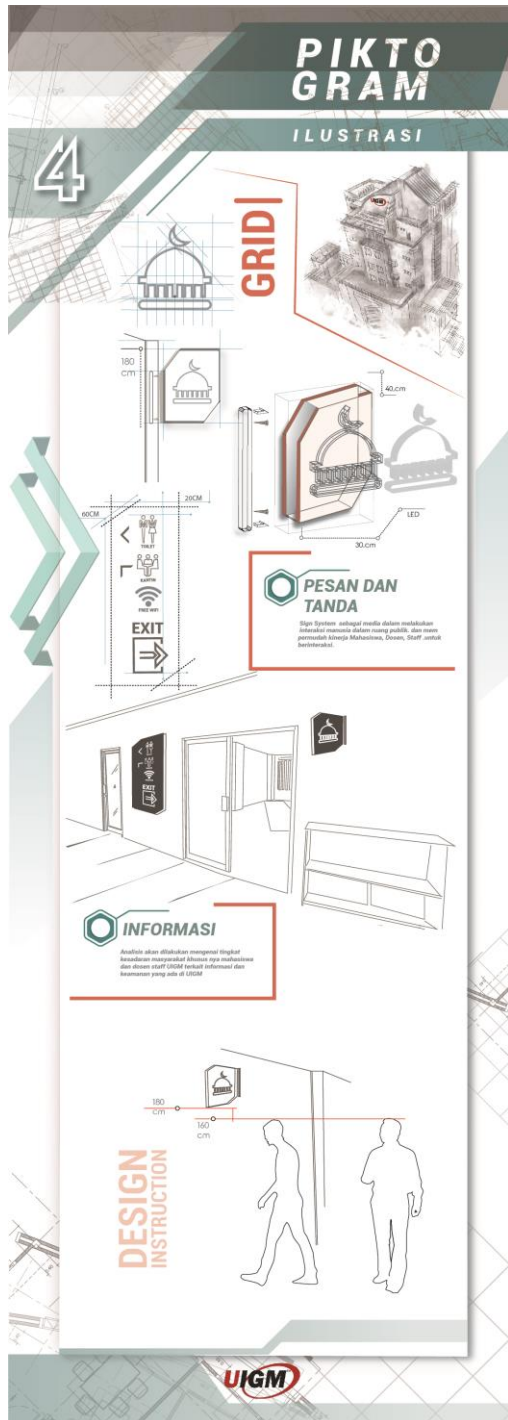 PIKTO
GRAM
ILUSTRASI
4
GRID
UIGM
180
cm
40.cm
LED
30.cm
20CM
60CM
TOILET
KANTIN
FREE WIFI
EXIT
PESAN DAN
TANDA
Sign System sebagai media dalam melakukan
interaksi manusia dalam ruang publik. dan mem
permudah kinerja Mahasiswa, Dosen, Staff .untuk
berinteraksi.
EXIT
INFORMASI
Analisis akan dilakukan mengenai tingkat
kesadaran masyarakat khusus nya mahasiswa
dan dosen staff UIGM terkait informasi dan
keamanan yang ada di UIGM
180
cm
160
cm
DESIGN
INSTRUCTION
UIGM